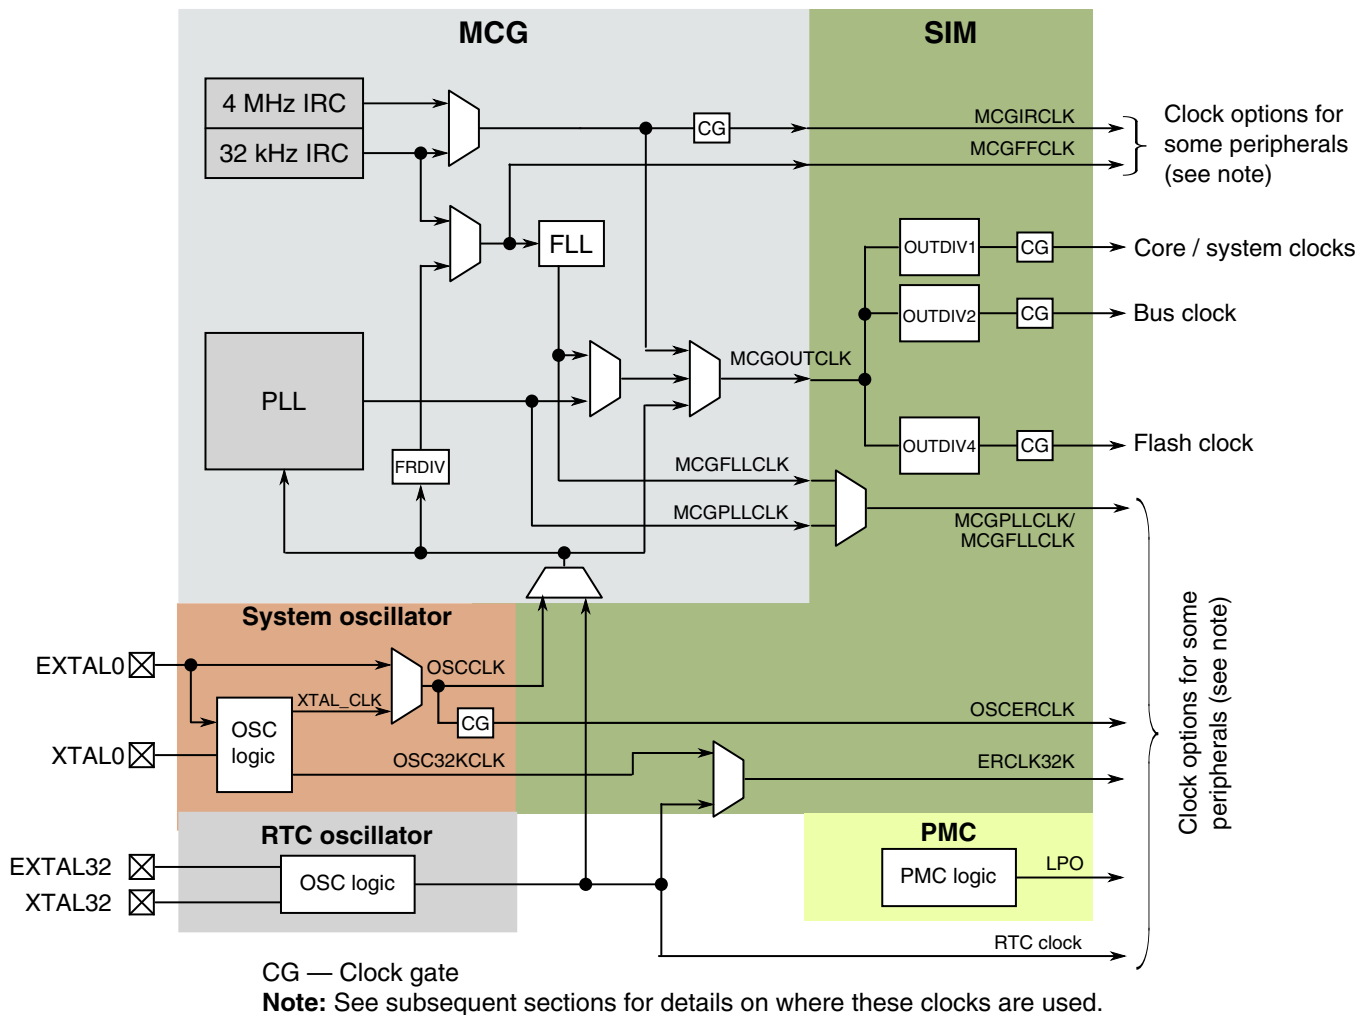 MCG
SIM
4 MHz IRC
32 kHz IRC
CG
MCGIRCLK
MCGFFCLK
Clock options for
some peripherals
(see note)
FLL
OUTDIV1
CG
Core / system clocks
OUTDIV2
CG
Bus clock
PLL
MCGOUTCLK
OUTDIV4
CG
Flash clock
FRDIV
MCGFLLCLK
MCGPLLCLK
MCGPLLCLK/
MCGFLLCLK
Clock options for some
peripherals (see note)
System oscillator
EXTAL0
OSCCLK
XTAL_CLK
OSC
logic
CG
OSCERCLK
XTAL0
OSC32KCLK
ERCLK32K
RTC oscillator
PMC
EXTAL32
XTAL32
OSC logic
PMC logic
LPO
RTC clock
CG — Clock gate
Note: See subsequent sections for details on where these clocks are used.